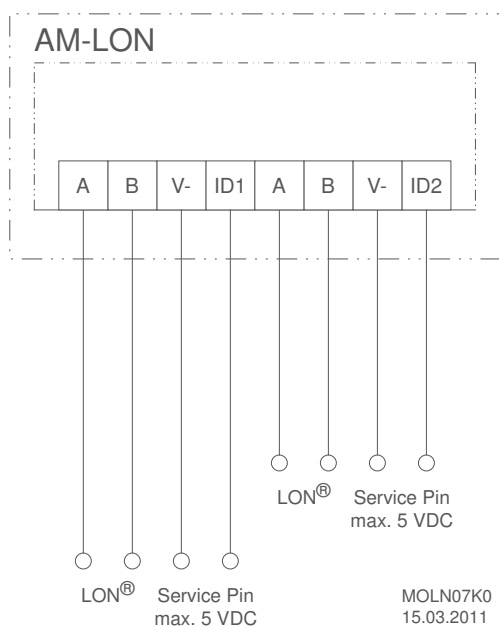 AM-LON
A B V- ID1 A B V- ID2
LON® Service Pin
max. 5 VDC
LON® Service Pin
max. 5 VDC
MOLN07K0
15.03.2011